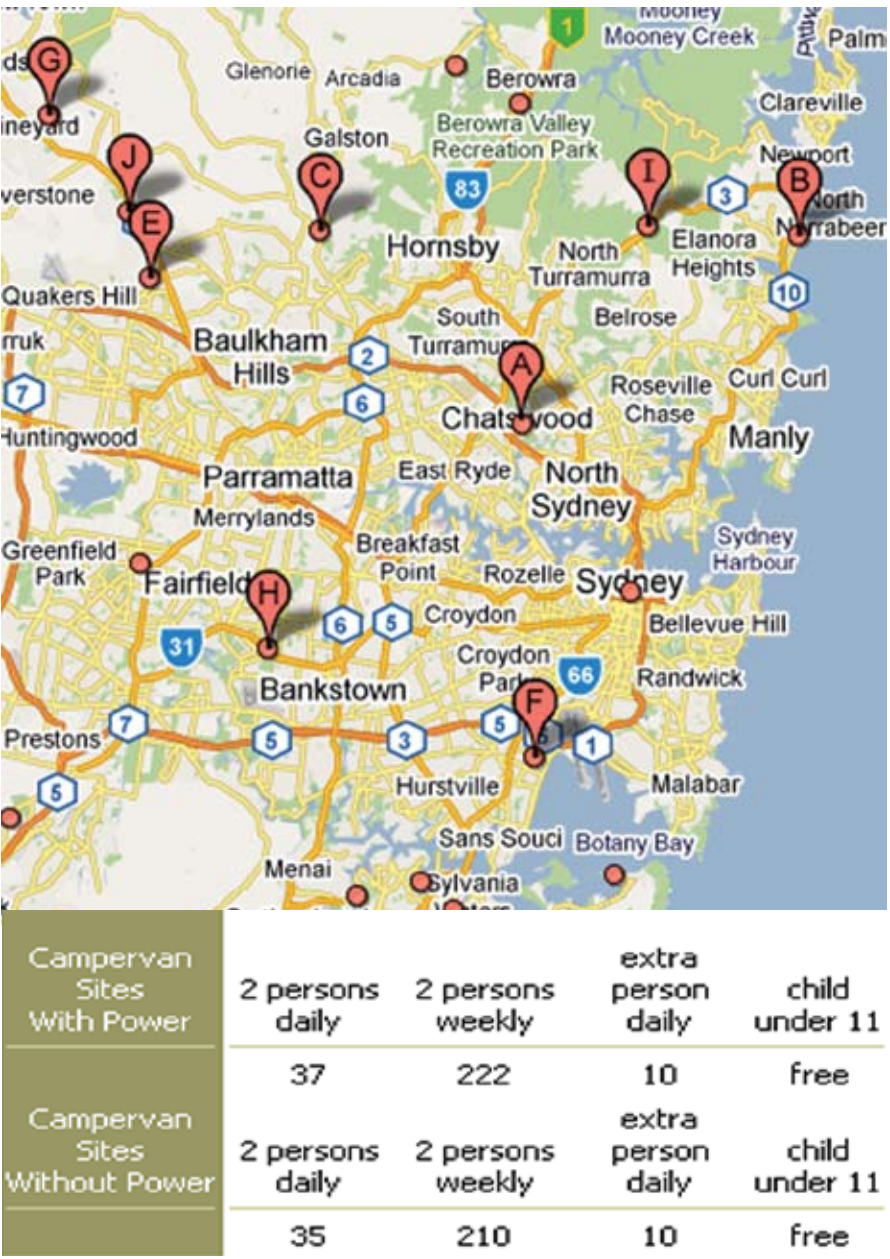 1
Mooney
Mooney Creek
Palm
ds
G
Glenorie
Arcadia
Berowra
Clareville
ineyard
Berowra Valley
Recreation Park
J
Galston
Newport
verstone
C
83
I
3
B
North
E
Hornsby
North
Turramurra
Elanora
Heights
Quakers Hill
10
South
Belrose
rruk
Baulkham
Hills
2
A
7
6
Roseville
Chase
Curl Curl
Huntingwood
Manly
Parramatta
East Ryde
North
Sydney
Merrylands
Greenfield
Park
Breakfast
Point
Sydney
Harbour
Fairfield
Rozelle
Sydney
H
6
5
Croydon
Bellevue Hill
31
Croydon
66
Bankstown
Randwick
F
7
5
3
5
1
Prestons
5
Hurstville
Malabar
Sans Souci
Botany Bay
Menai
Sylvania
Campervan
Sites
With Power
2 persons
daily
2 persons
weekly
extra
person
daily
child
under 11
37 222 10 free
Campervan
Sites
Without Power
2 persons
daily
2 persons
weekly
extra
person
daily
child
under 11
35 210 10 free